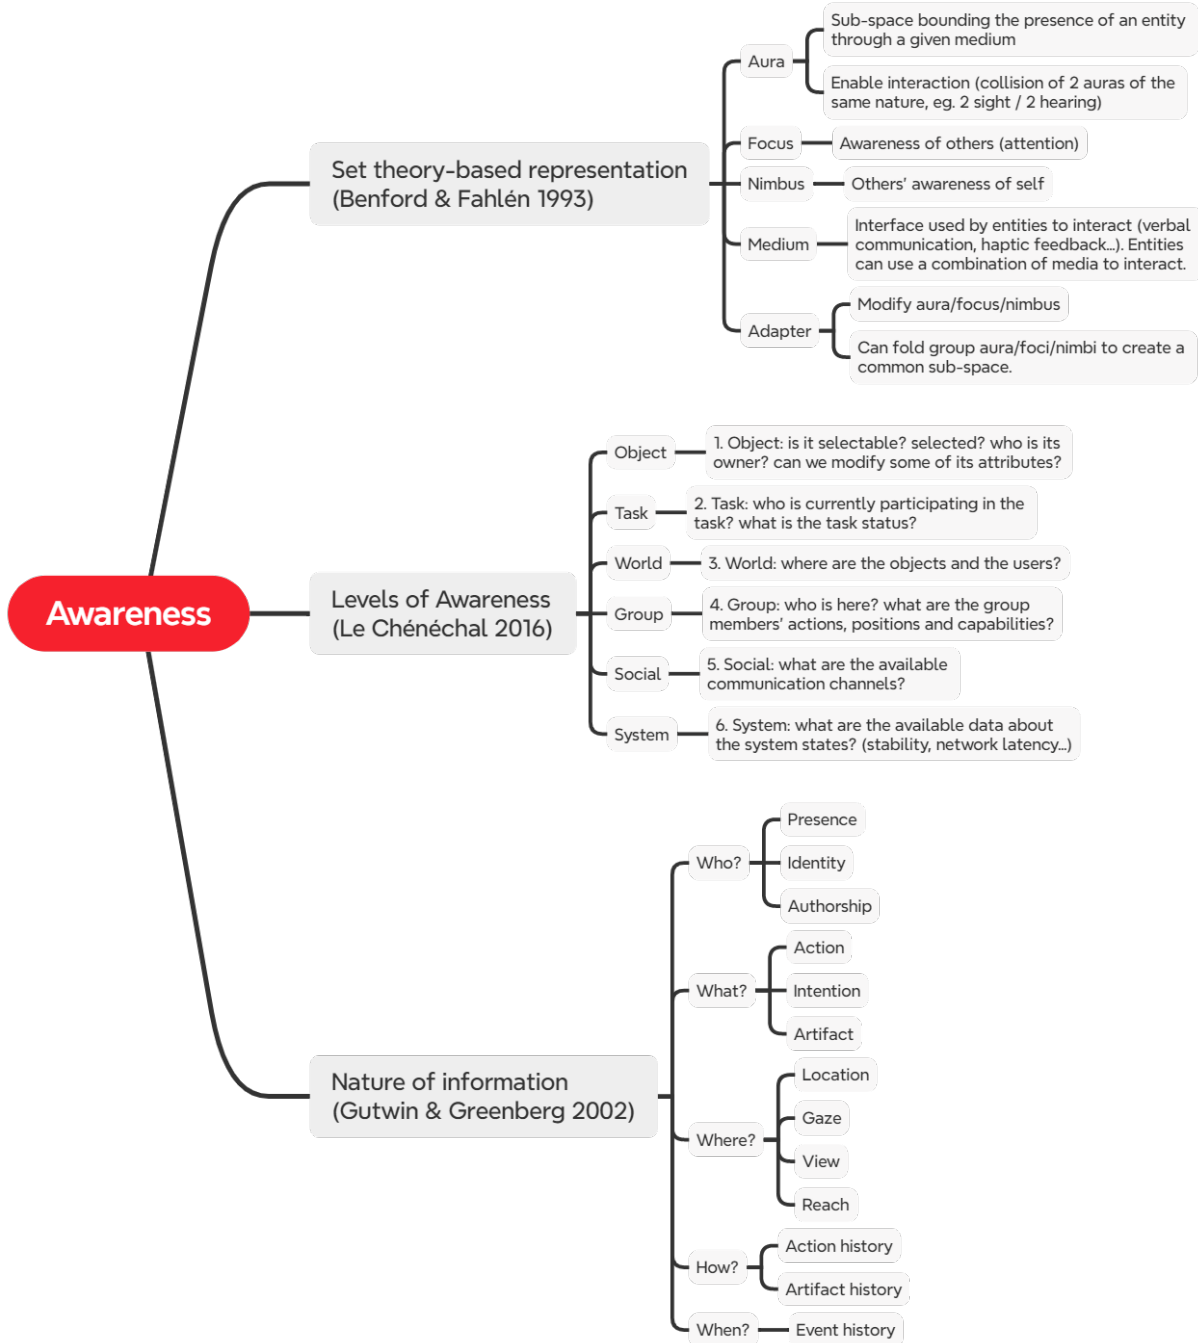 Awareness
Set theory-based representation
(Benford & Fahlén 1993)
Aura
Sub-space bounding the presence of an entity
through a given medium
Enable interaction (collision of 2 auras of the
same nature, eg. 2 sight / 2 hearing)
Focus
Awareness of others (attention)
Nimbus
Others' awareness of self
Medium
Interface used by entities to interact (verbal
communication, haptic feedback...). Entities
can use a combination of media to interact.
Adapter
Modify aura/focus/nimbus
Can fold group aura/foci/nimbi to create a
common sub-space.
Levels of Awareness
(Le Chénéchal 2016)
Object
1. Object: is it selectable? selected? who is its
owner? can we modify some of its attributes?
Task
2. Task: who is currently participating in the
task? what is the task status?
World
3. World: where are the objects and the users?
Group
4. Group: who is here? what are the group
members' actions, positions and capabilities?
Social
5. Social: what are the available
communication channels?
System
6. System: what are the available data about
the system states? (stability, network latency...)
Nature of information
(Gutwin & Greenberg 2002)
Who?
Presence
Identity
Authorship
What?
Action
Intention
Artifact
Where?
Location
Gaze
View
Reach
How?
Action history
Artifact history
When?
Event history